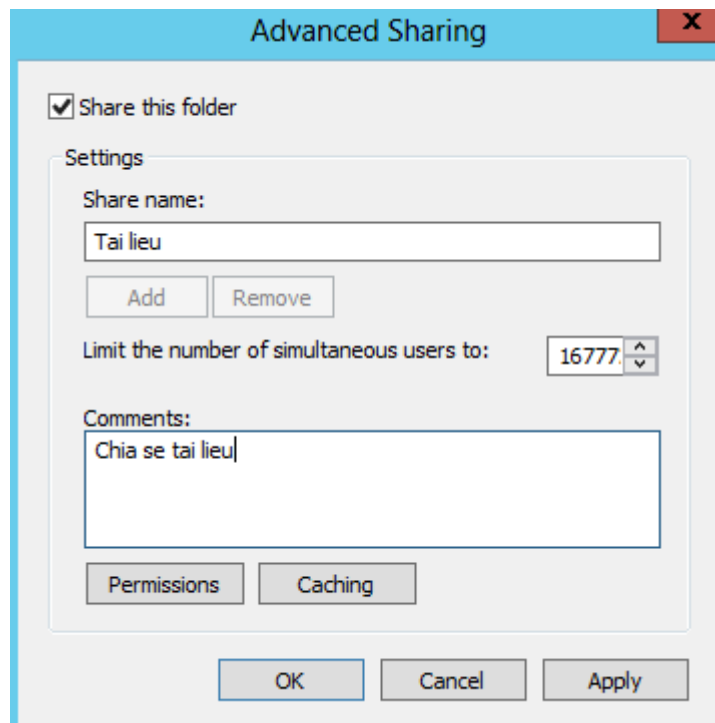 Advanced Sharing
x
Share this folder
Settings
Share name:
Tai lieu
Add Remove
Limit the number of simultaneous users to: 16777
Comments:
Chia se tai lieu
Permissions Caching
OK Cancel Apply